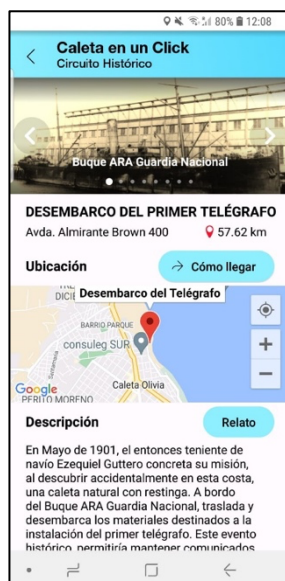 80% 12:08
Caleta en un Click
Circuito Histórico
Buque ARA Guardia Nacional
DESEMBARCO DEL PRIMER TELÉGRAFO
Avda. Almirante Brown 400 57.62 km
Ubicación Cómo llegar
Desembarco del Telégrafo
DICIE
BARRIO PARQUE
consuleg SUR
Caleta Olivia
Google
PERITO MORENO
Descripción Relato
En Mayo de 1901, el entonces teniente de
navío Ezequiel Guttero concreta su misión,
al descubrir accidentalmente en esta costa,
una caleta natural con restinga. A bordo
del Buque ARA Guardia Nacional, traslada y
desembarca los materiales destinados a la
instalación del primer telégrafo. Este evento
histórico, permitiría mantener comunicados